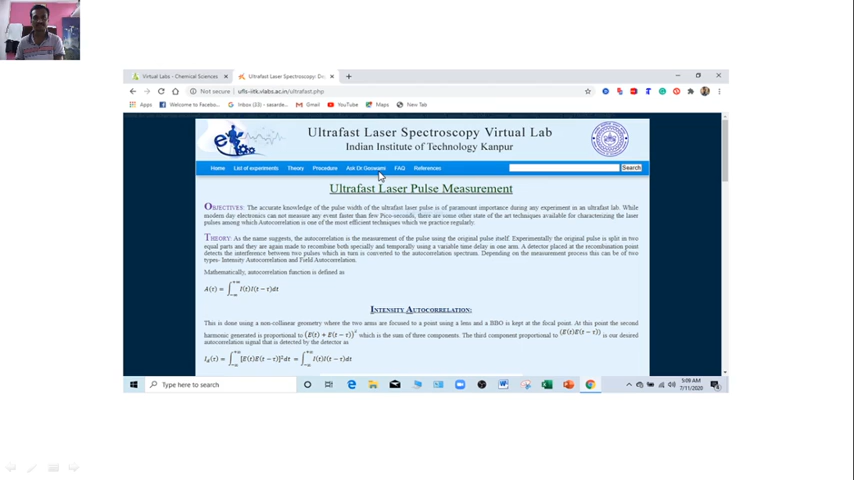 Virtual Labs - Chemical Sciences
Ultrafast Laser Spectroscopy: De
Not secure | ufls-iitk.vlabs.ac.in/ultrafast.php
Apps Welcome to Facebo... Gmail YouTube Maps New Tab
Ultrafast Laser Spectroscopy Virtual Lab
Indian Institute of Technology Kanpur
Home List of experiments Theory Procedure Ask Dr Goswami FAQ References Search
Ultrafast Laser Pulse Measurement
OBJECTIVES: The accurate knowledge of the pulse width of the ultrafast laser pulse is of paramount importance during any experiment in an ultrafast lab. While
modern day electronics can not measure any event faster than few Pico-seconds, there are some other state of the art techniques available for characterizing the laser
pulses among which Autocorrelation is one of the most efficient techniques which we practice regularly.
THEORY: As the name suggests, the autocorrelation is the measurement of the pulse using the original pulse itself. Experimentally the original pulse is split in two
equal parts and they are again made to recombine both specially and temporally using a variable time delay in one arm. A detector placed at the recombination point
detects the interference between two pulses which in turn is converted to the autocorrelation spectrum. Depending on the measurement process this can be of two
types- Intensity Autocorrelation and Field Autocorrelation.
Mathematically, autocorrelation function is defined as
A(τ) = ∫₋∞⁺∞ I(t)I(t − τ)dt
INTENSITY AUTOCORRELATION:
This is done using a non-collinear geometry where the two arms are focused to a point using a lens and a BBO is kept at the focal point. At this point the second
harmonic generated is proportional to (E(t) + E(t − τ))² which is the sum of three components. The third component proportional to (E(t)E(t − τ)) is our desired
autocorrelation signal that is detected by the detector as
∫₋∞⁺∞ [E(t)E(t − τ)]²dt = ∫₋∞⁺∞ I(t)I(t − τ)dt
Type here to search
5:08 AM
7/11/2020